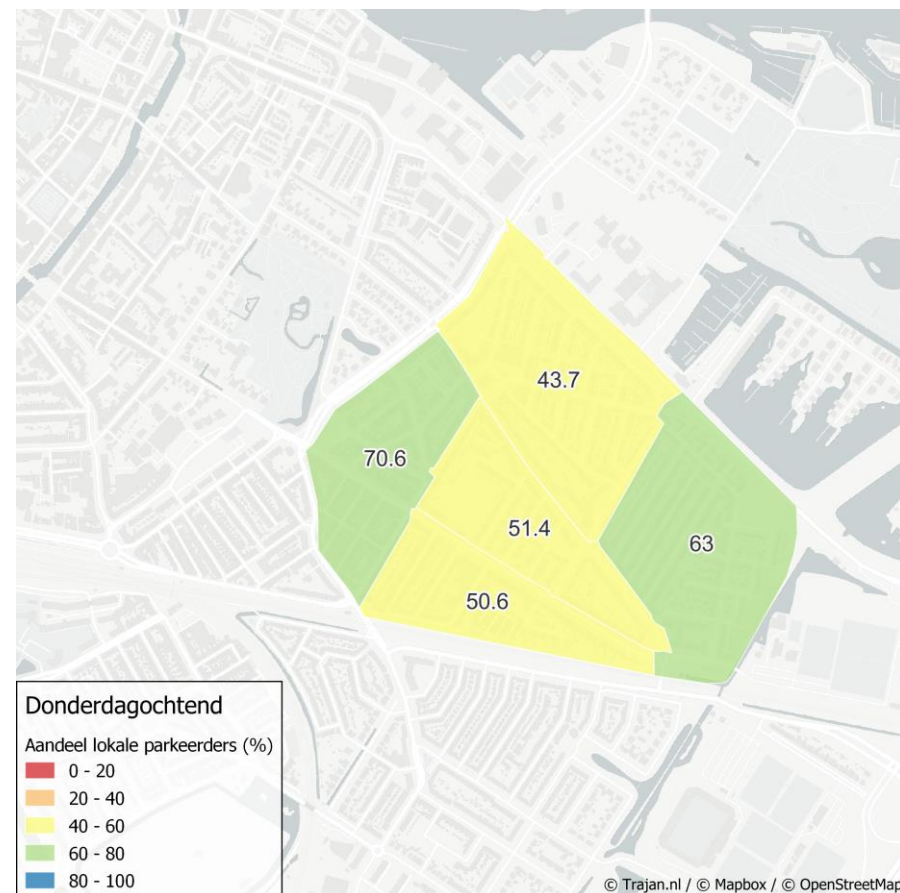 43.7
70.6
51.4
63
50.6
Donderdagochtend
Aandeel lokale parkeerders (%)
0 - 20
20 - 40
40 - 60
60 - 80
80 - 100
© Trajan.nl / © Mapbox / © OpenStreetMap